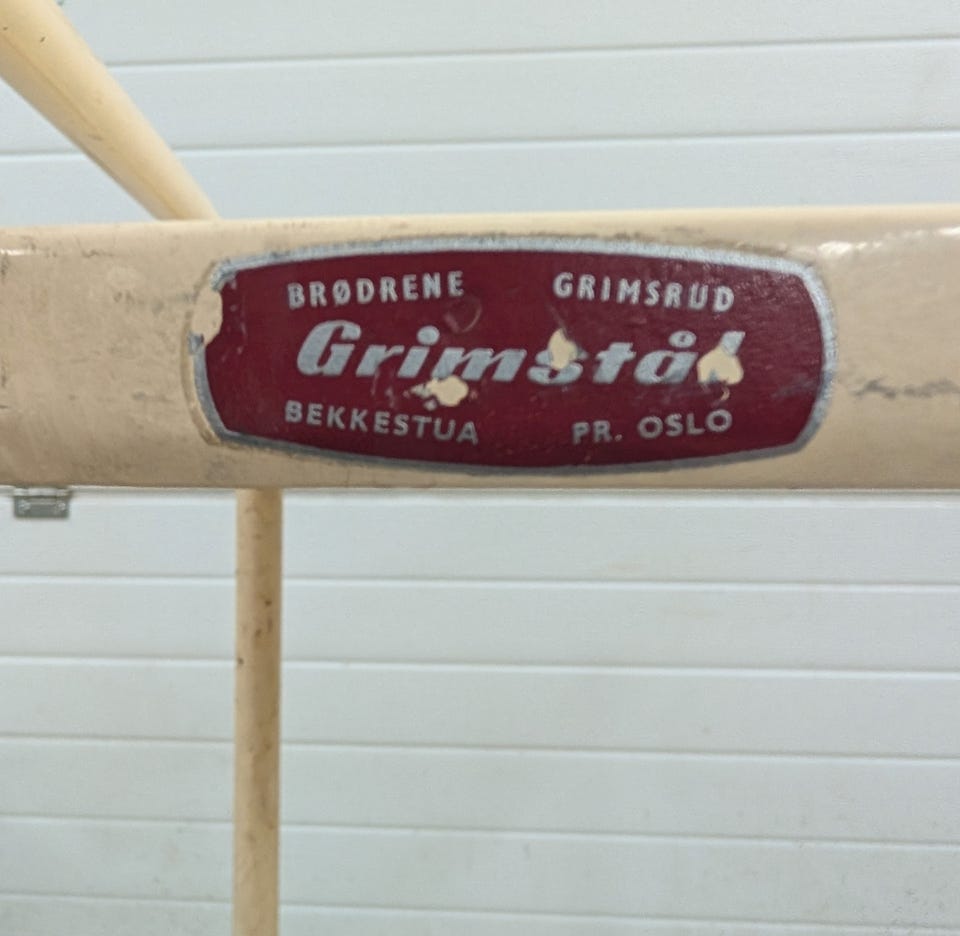 BRØDRENE GRIMSRUD
Grimstål
BEKKESTUA PR. OSLO